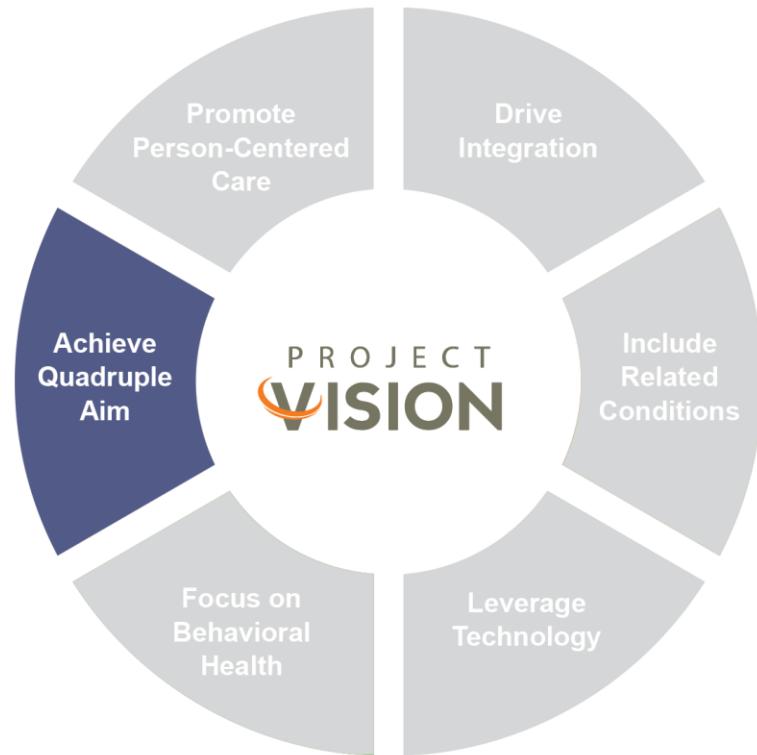 Promote
Person-Centered
Care
Drive
Integration
Achieve
Quadruple
Aim
PROJECT
VISION
Include
Related
Conditions
Focus on
Behavioral
Health
Leverage
Technology